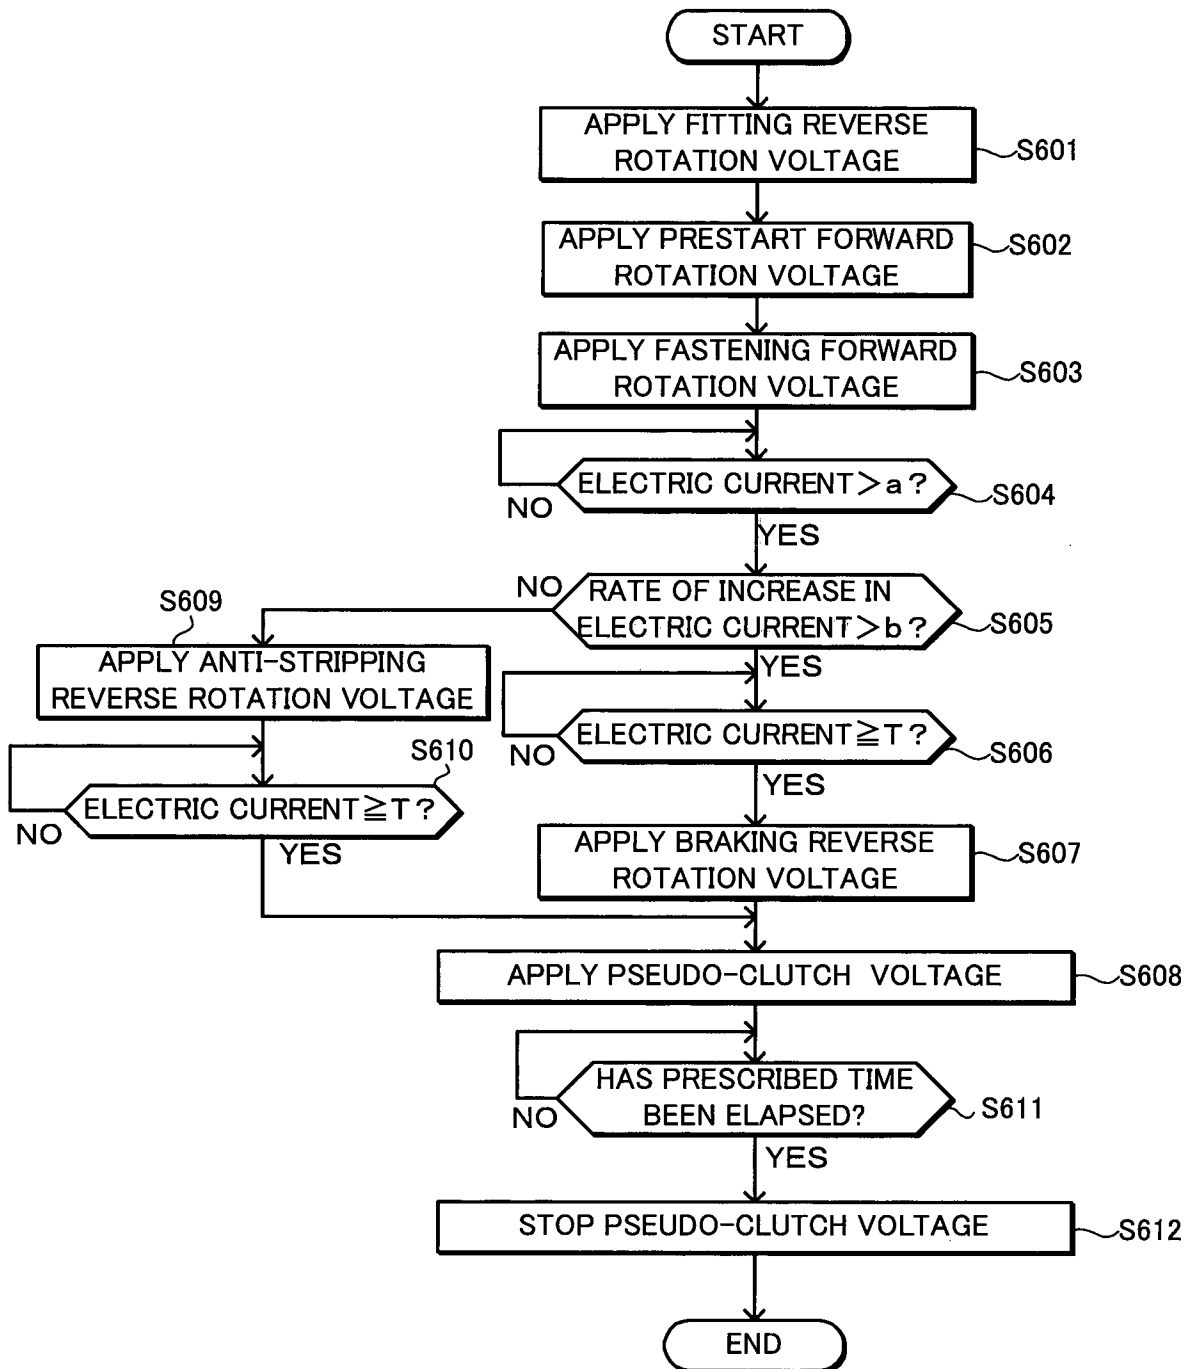 START
APPLY FITTING REVERSE
ROTATION VOLTAGE
S601
APPLY PRESTART FORWARD
ROTATION VOLTAGE
S602
APPLY FASTENING FORWARD
ROTATION VOLTAGE
S603
ELECTRIC CURRENT>a?
NO
S604
YES
NO
RATE OF INCREASE IN
ELECTRIC CURRENT>b?
S605
YES
S609
APPLY ANTI-STRIPPING
REVERSE ROTATION VOLTAGE
ELECTRIC CURRENT≧T?
NO
S606
YES
S610
ELECTRIC CURRENT≧T?
NO
YES
APPLY BRAKING REVERSE
ROTATION VOLTAGE
S607
APPLY PSEUDO-CLUTCH VOLTAGE
S608
HAS PRESCRIBED TIME
BEEN ELAPSED?
NO
S611
YES
STOP PSEUDO-CLUTCH VOLTAGE
S612
END